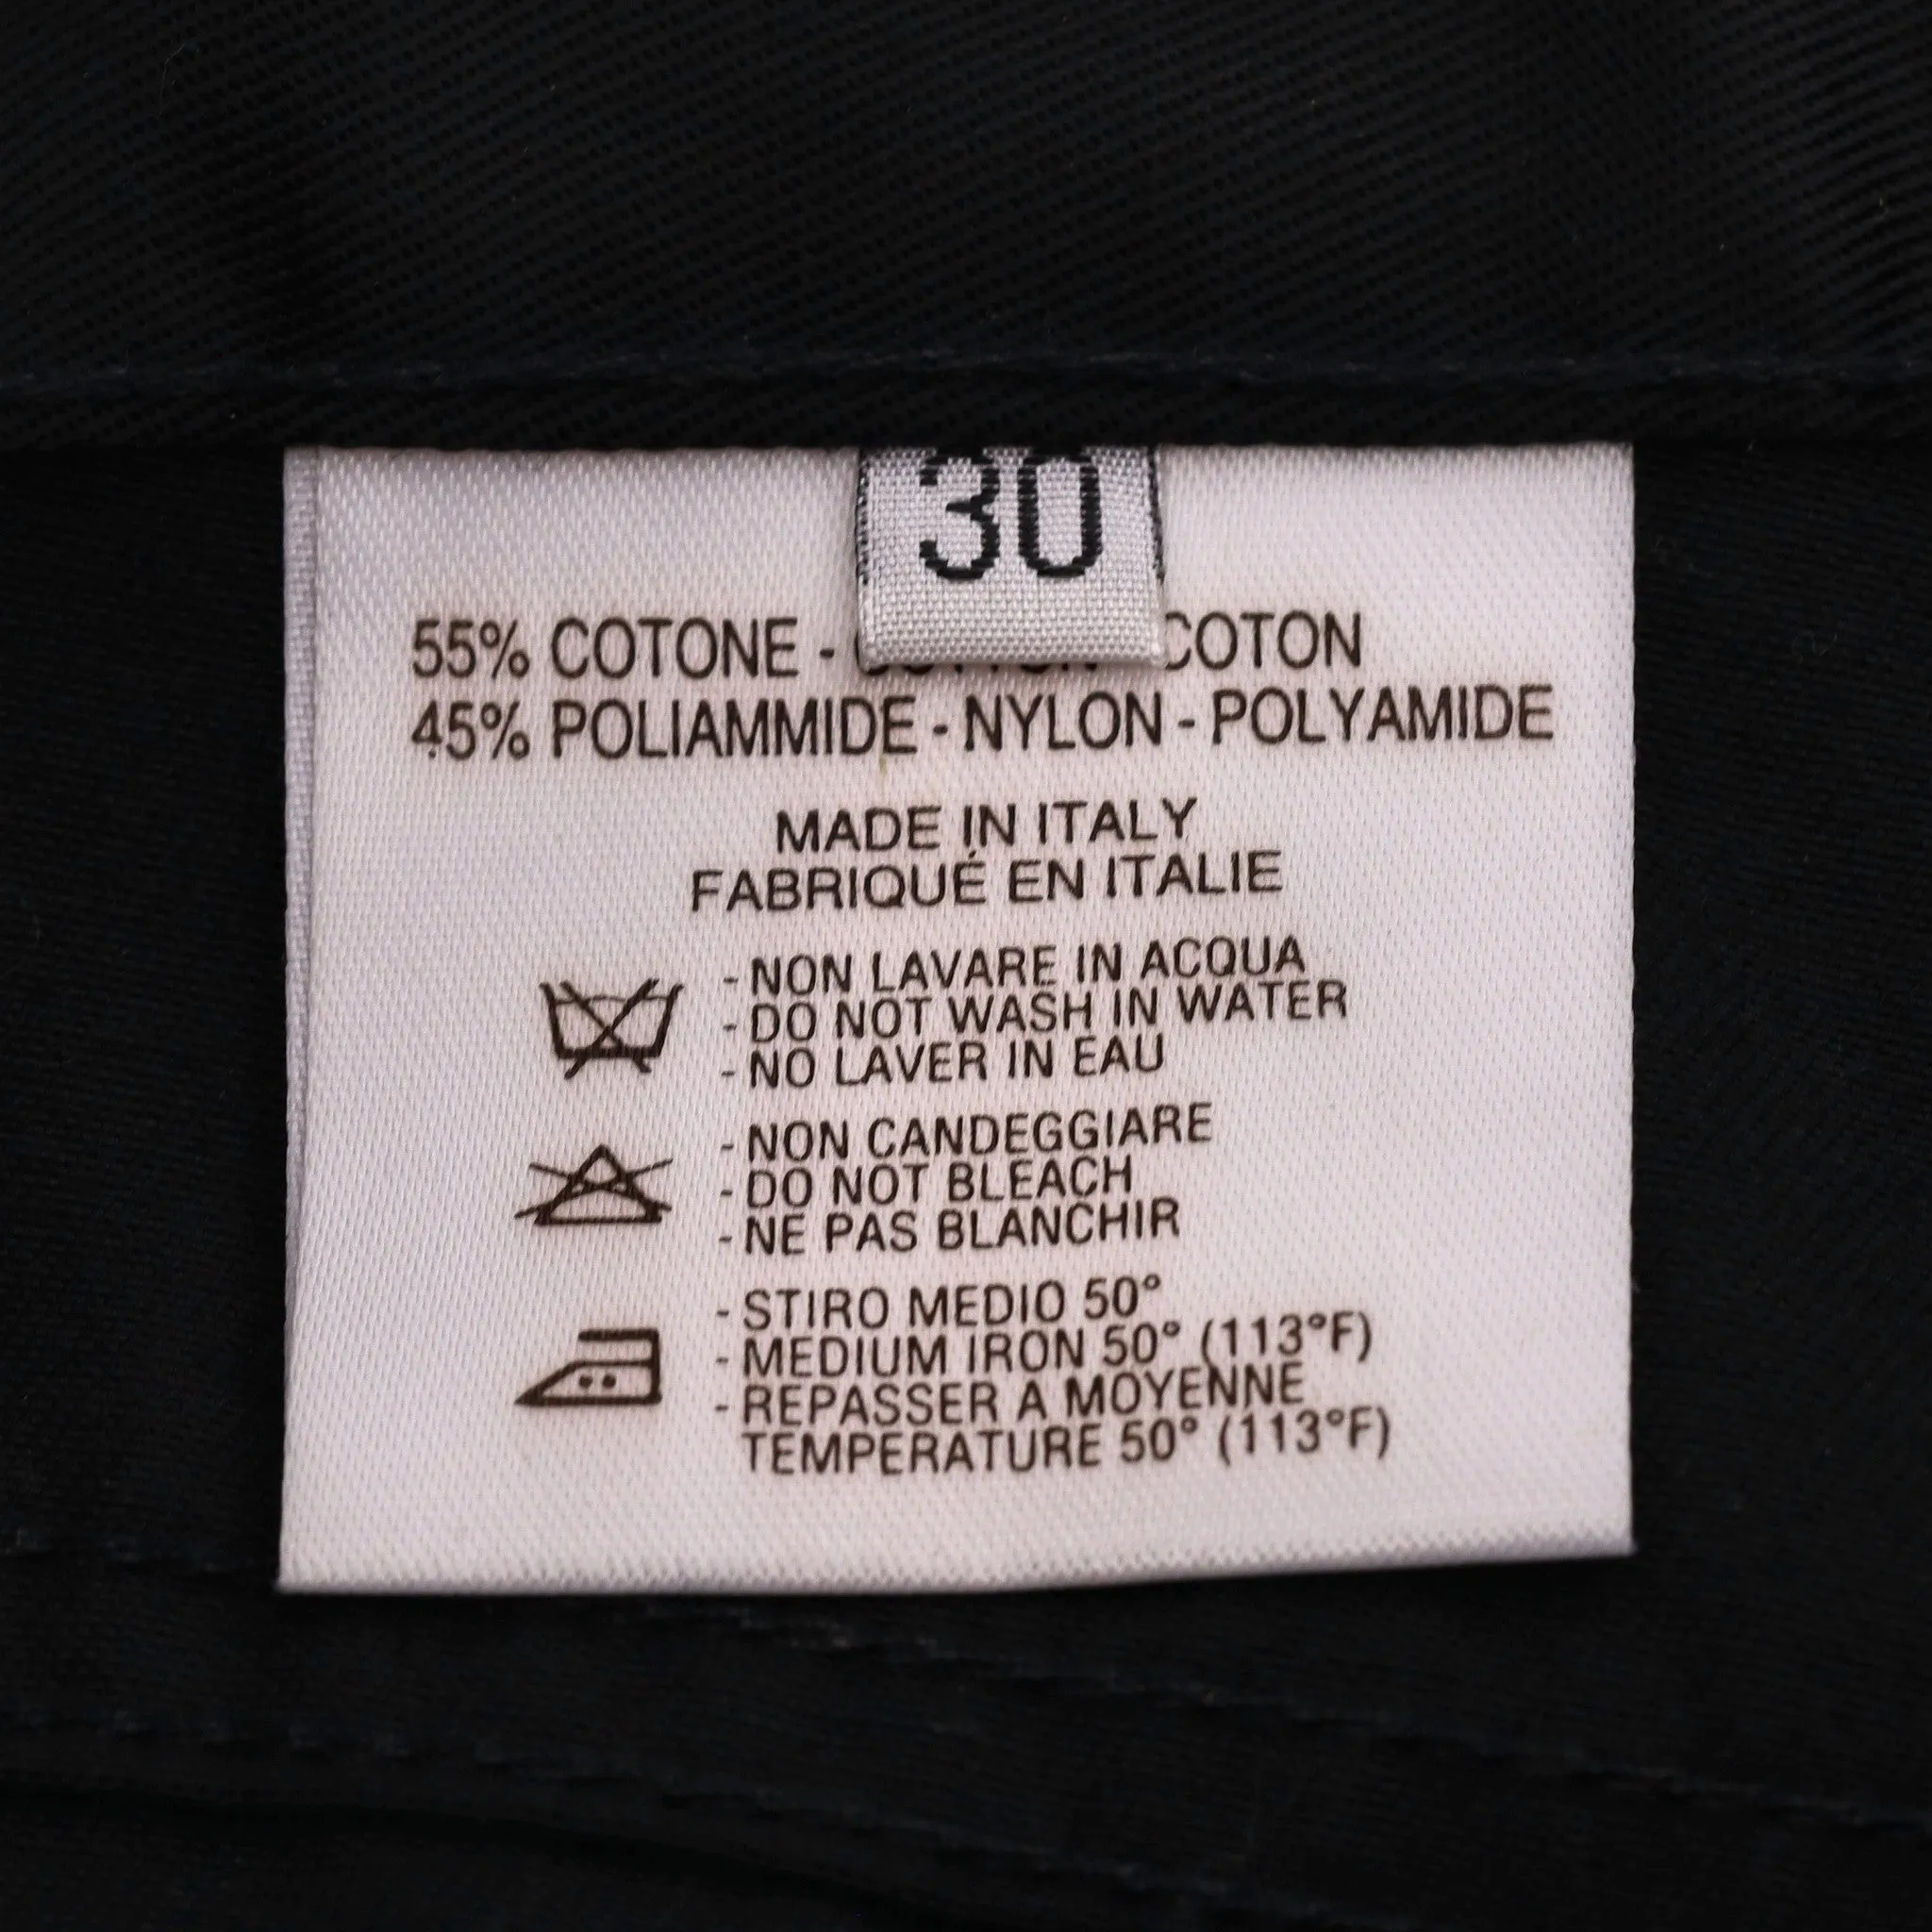 30
55% COTONE - COTTON - COTON
45% POLIAMMIDE - NYLON - POLYAMIDE
MADE IN ITALY
FABRIQUÉ EN ITALIE
- NON LAVARE IN ACQUA
- DO NOT WASH IN WATER
- NO LAVER IN EAU
- NON CANDEGGIARE
- DO NOT BLEACH
- NE PAS BLANCHIR
- STIRO MEDIO 50°
- MEDIUM IRON 50° (113°F)
- REPASSER A MOYENNE
TEMPERATURE 50° (113°F)